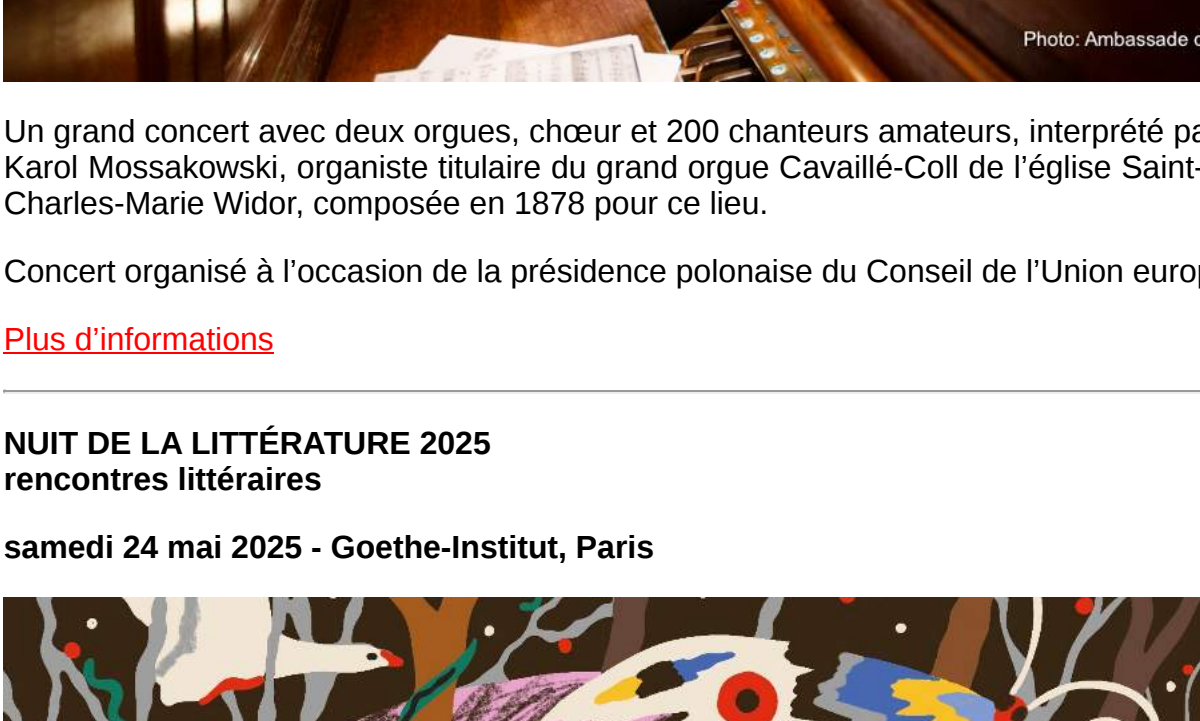 Photo: Ambassade
Un grand concert avec deux orgues, chœur et 200 chanteurs amateurs, interprété
Karol Mossakowski, organiste titulaire du grand orgue Cavaillé-Coll de l’église Saint-
Charles-Marie Widor, composée en 1878 pour ce lieu.
Concert organisé à l’occasion de la présidence polonaise du Conseil de l’Union
Plus d’informations
NUIT DE LA LITTÉRATURE 2025
rencontres littéraires
samedi 24 mai 2025 - Goethe-Institut, Paris